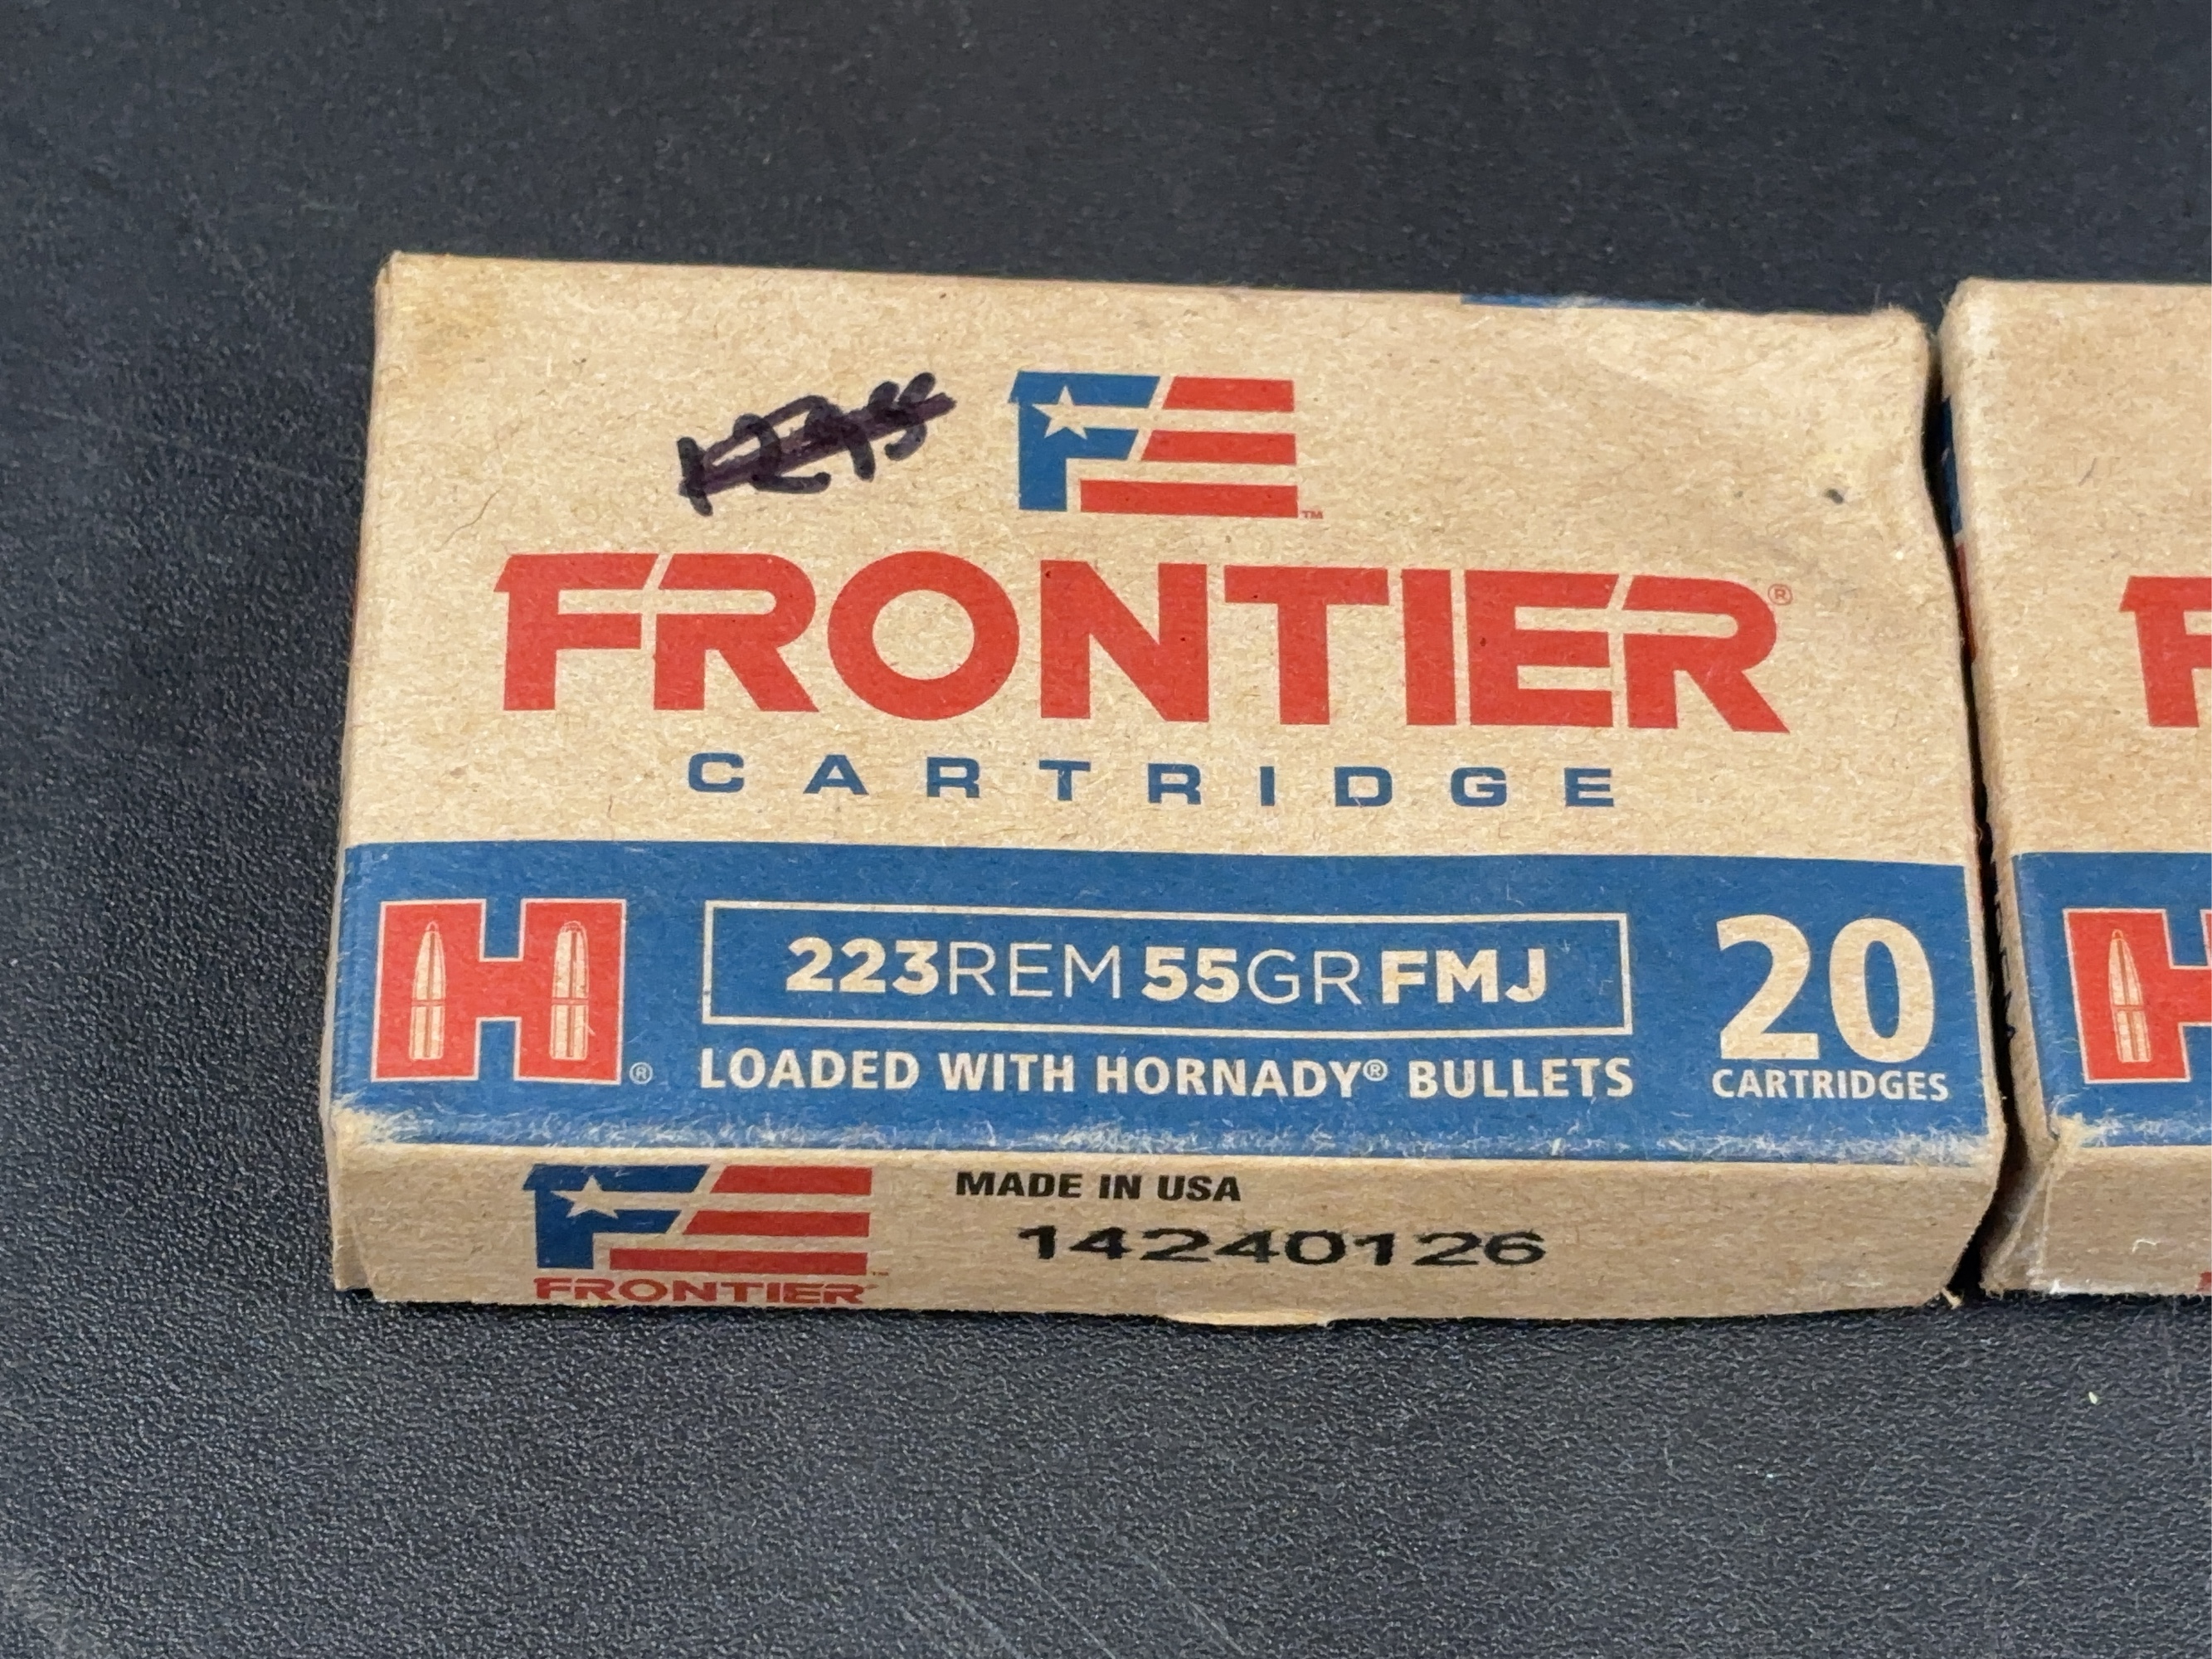 FRONTIER®
CARTRIDGE
H®
223REM 55GR FMJ
LOADED WITH HORNADY® BULLETS
20
CARTRIDGES
MADE IN USA
14240126
FRONTIER